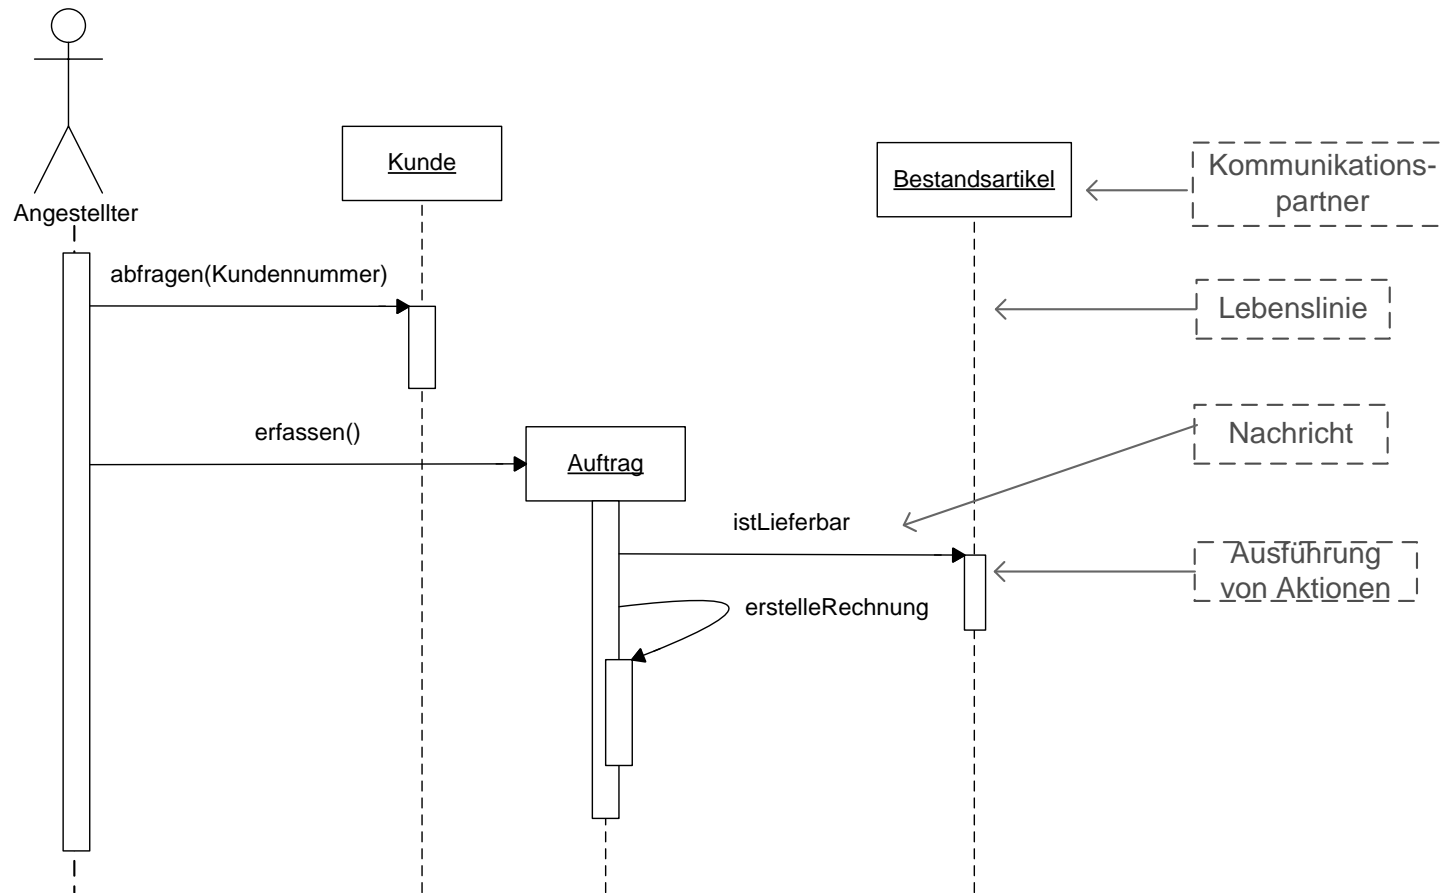 Kunde
Bestandsartikel
Kommunikations-
partner
Angestellter
abfragen(Kundennummer)
Lebenslinie
erfassen()
Nachricht
Auftrag
istLieferbar
Ausführung
von Aktionen
erstelleRechnung